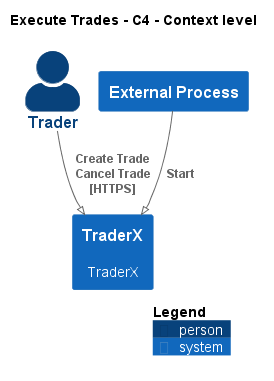 Execute Trades - C4 - Context level
Trader
External Process
Create Trade
Cancel Trade
[HTTPS]
Start
TraderX
TraderX
Legend
person
system